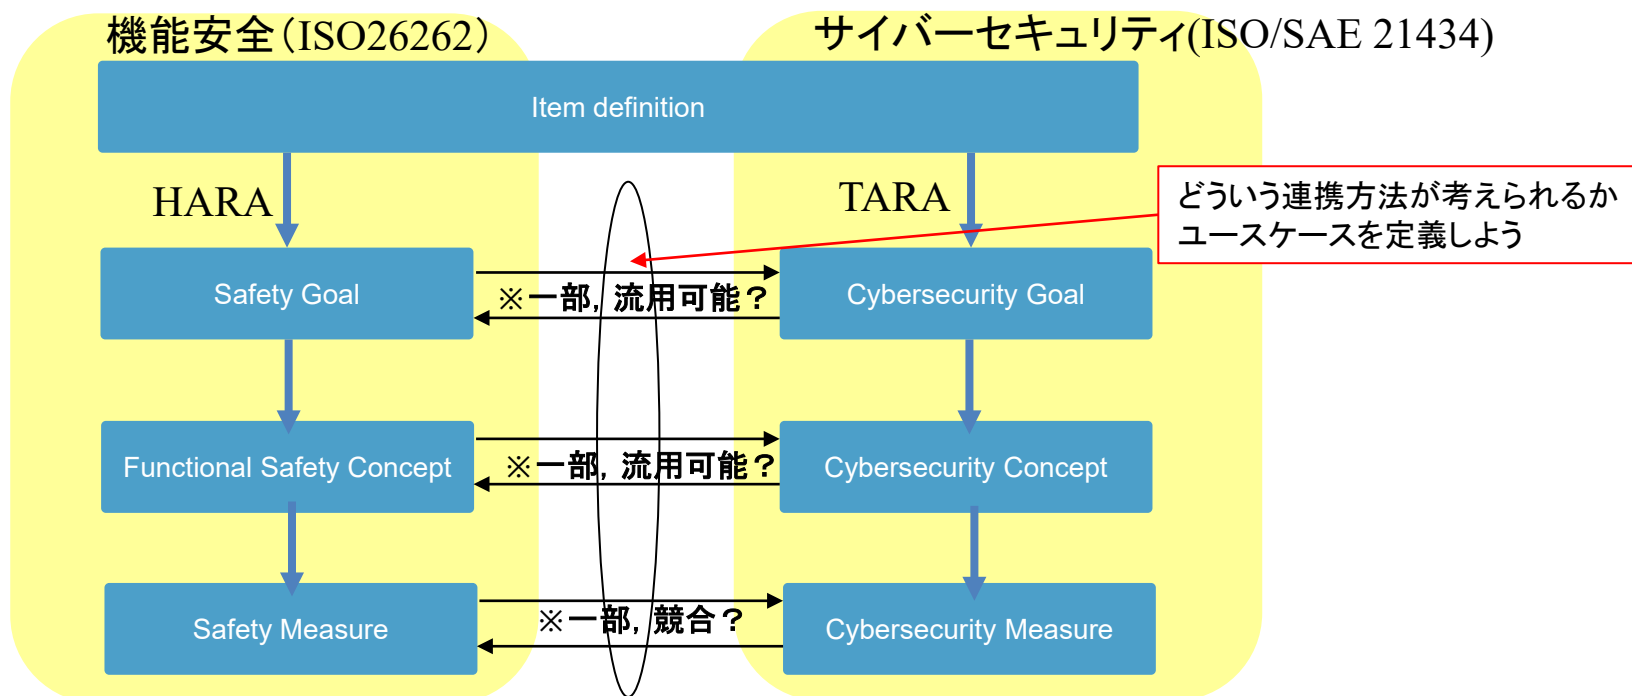 機能安全（ISO26262）
サイバーセキュリティ(ISO/SAE 21434)
Item definition
HARA
TARA
どういう連携方法が考えられるか
ユースケースを定義しよう
Safety Goal
※一部，流用可能？
Cybersecurity Goal
Functional Safety Concept
※一部，流用可能？
Cybersecurity Concept
Safety Measure
※一部，競合？
Cybersecurity Measure